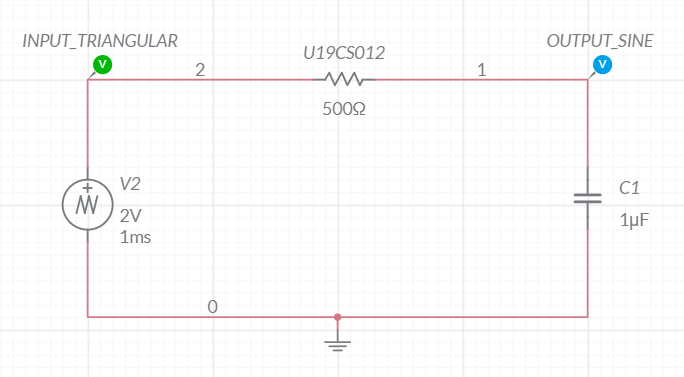 INPUT_TRIANGULAR
U19CS012
OUTPUT_SINE
V
V
2
1
500Ω
V2
2V
1ms
C1
1µF
0